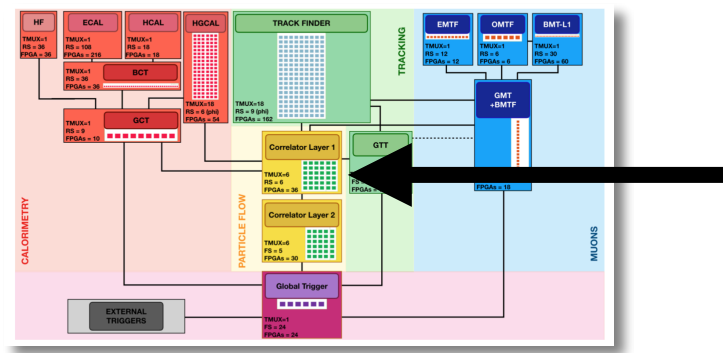 HF
TMUX=1
RS = 36
FPGA = 36
ECAL
TMUX=1
RS = 108
FPGAs = 216
HCAL
TMUX=1
RS = 18
FPGAs = 18
HGCAL
TMUX=18
RS = 6 (phi)
FPGAs = 54
TRACK FINDER
TMUX=18
RS = 9 (phi)
FPGAs = 162
TRACKING
EMTF
TMUX=1
RS = 12
FPGAs = 12
OMTF
TMUX=1
RS = 6
FPGAs = 6
BMT-L1
TMUX=1
RS = 30
FPGAs = 60
BCT
TMUX=1
RS = 36
FPGAs = 36
GCT
TMUX=1
RS = 9
FPGAs = 10
GMT
+BMTF
FPGAs = 18
Correlator Layer 1
TMUX=6
RS = 6
FPGAs = 36
GTT
Correlator Layer 2
TMUX=6
FS = 5
FPGAs = 30
CALORIMETRY
PARTICLE FLOW
MUONS
Global Trigger
TMUX=1
FS = 24
FPGAs = 24
EXTERNAL
TRIGGERS